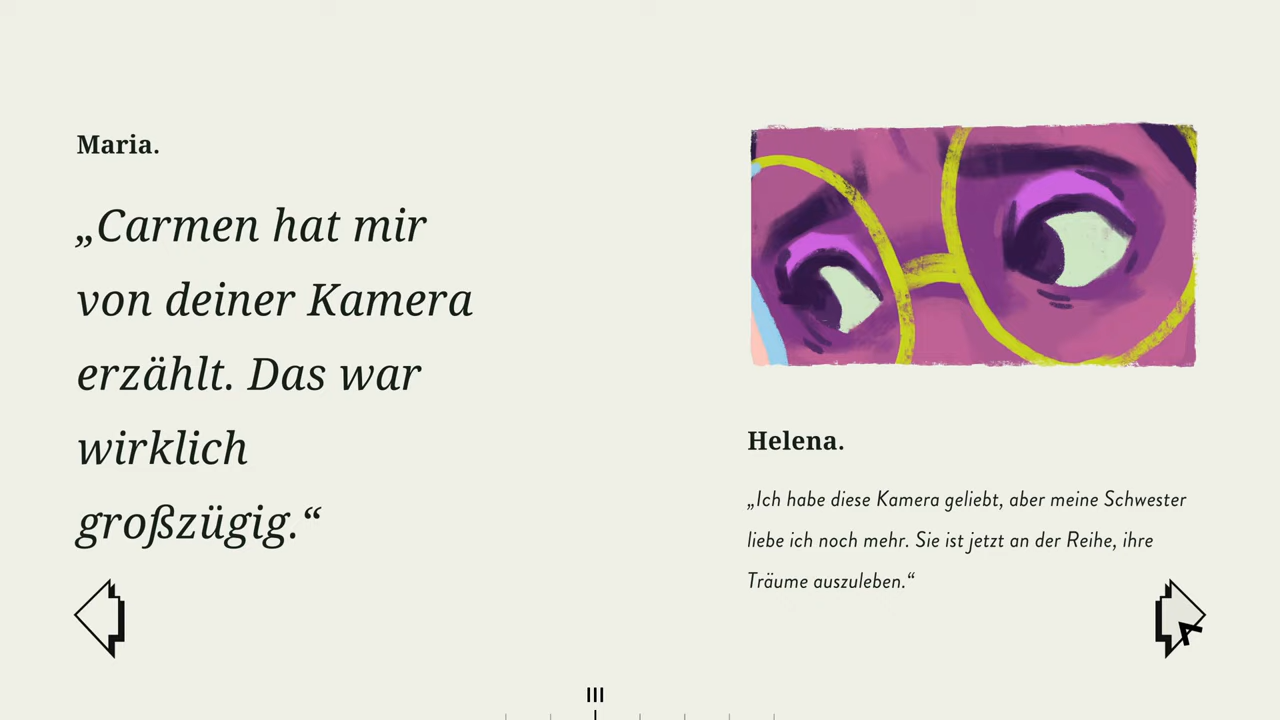 Maria.
„Carmen hat mir
von deiner Kamera
erzählt. Das war
wirklich
großzügig.“
Helena.
„Ich habe diese Kamera geliebt, aber meine Schwester
liebe ich noch mehr. Sie ist jetzt an der Reihe, ihre
Träume auszuleben.“
III